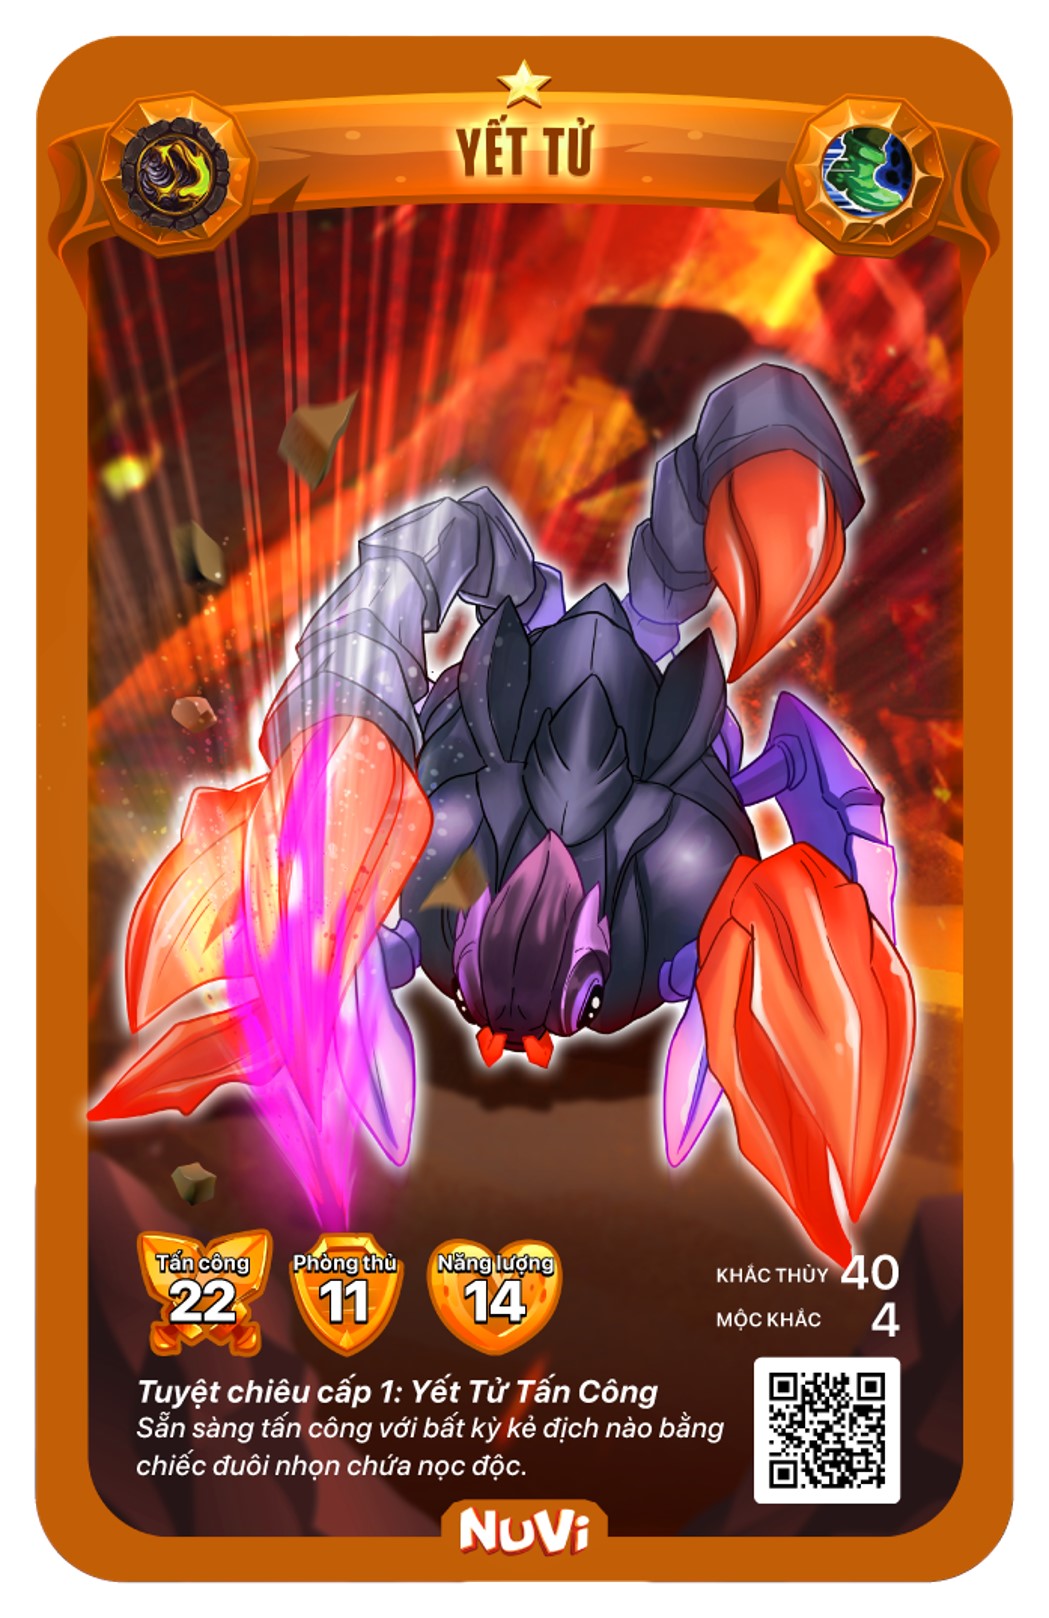 YẾT TỬ
Tấn công
22
Phòng thủ
11
Năng lượng
14
KHẮC THỦY 40
MỘC KHẮC 4
Tuyệt chiêu cấp 1: Yết Tử Tấn Công
Sẵn sàng tấn công với bất kỳ kẻ địch nào bằng
chiếc đuôi nhọn chứa nọc độc.
NuVi